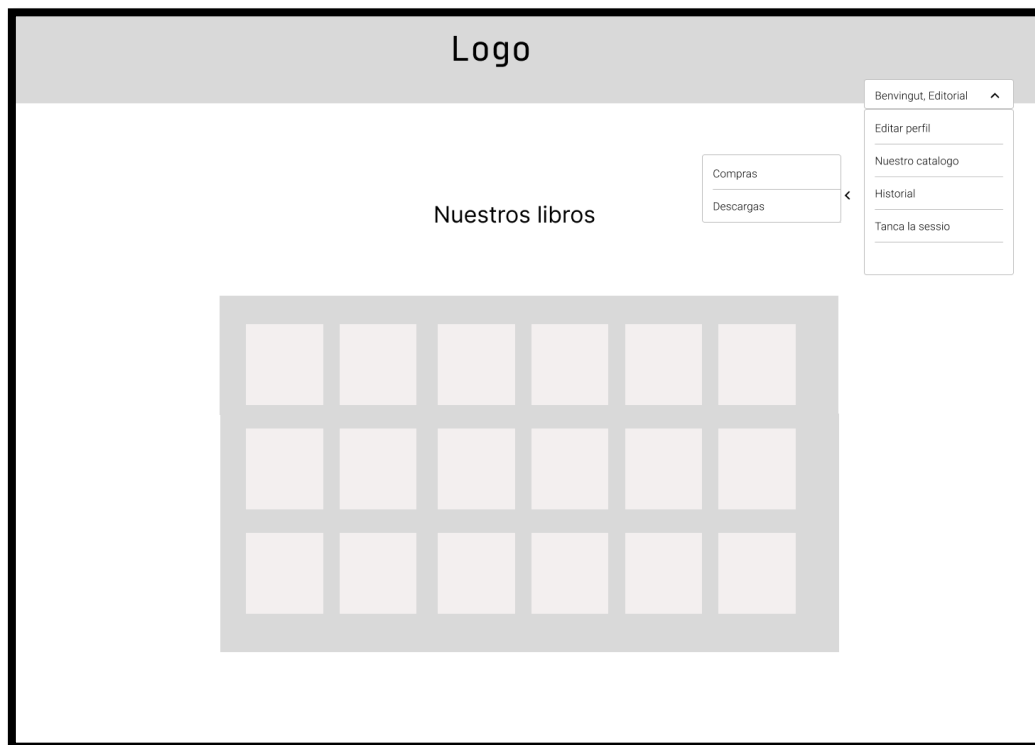 Logo
Benvingut, Editorial
Editar perfil
Nuestro catalogo
Historial
Tanca la sessio
Compras
Descargas
Nuestros libros